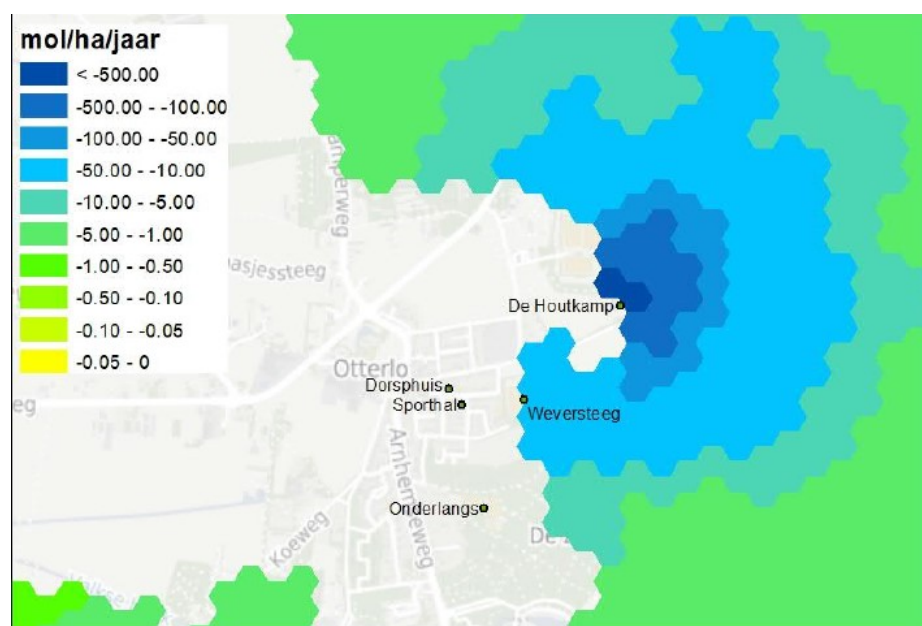 mol/ha/jaar
< -500.00
-500.00 - -100.00
-100.00 - -50.00
-50.00 - -10.00
-10.00 - -5.00
-5.00 - -1.00
-1.00 - -0.50
-0.50 - -0.10
-0.10 - -0.05
-0.05 - 0
De Houtkamp
Otterlo
Dorsphuis
Sporthal
Weversteeg
Arnhemseweg
Onderlangs
Koeweg